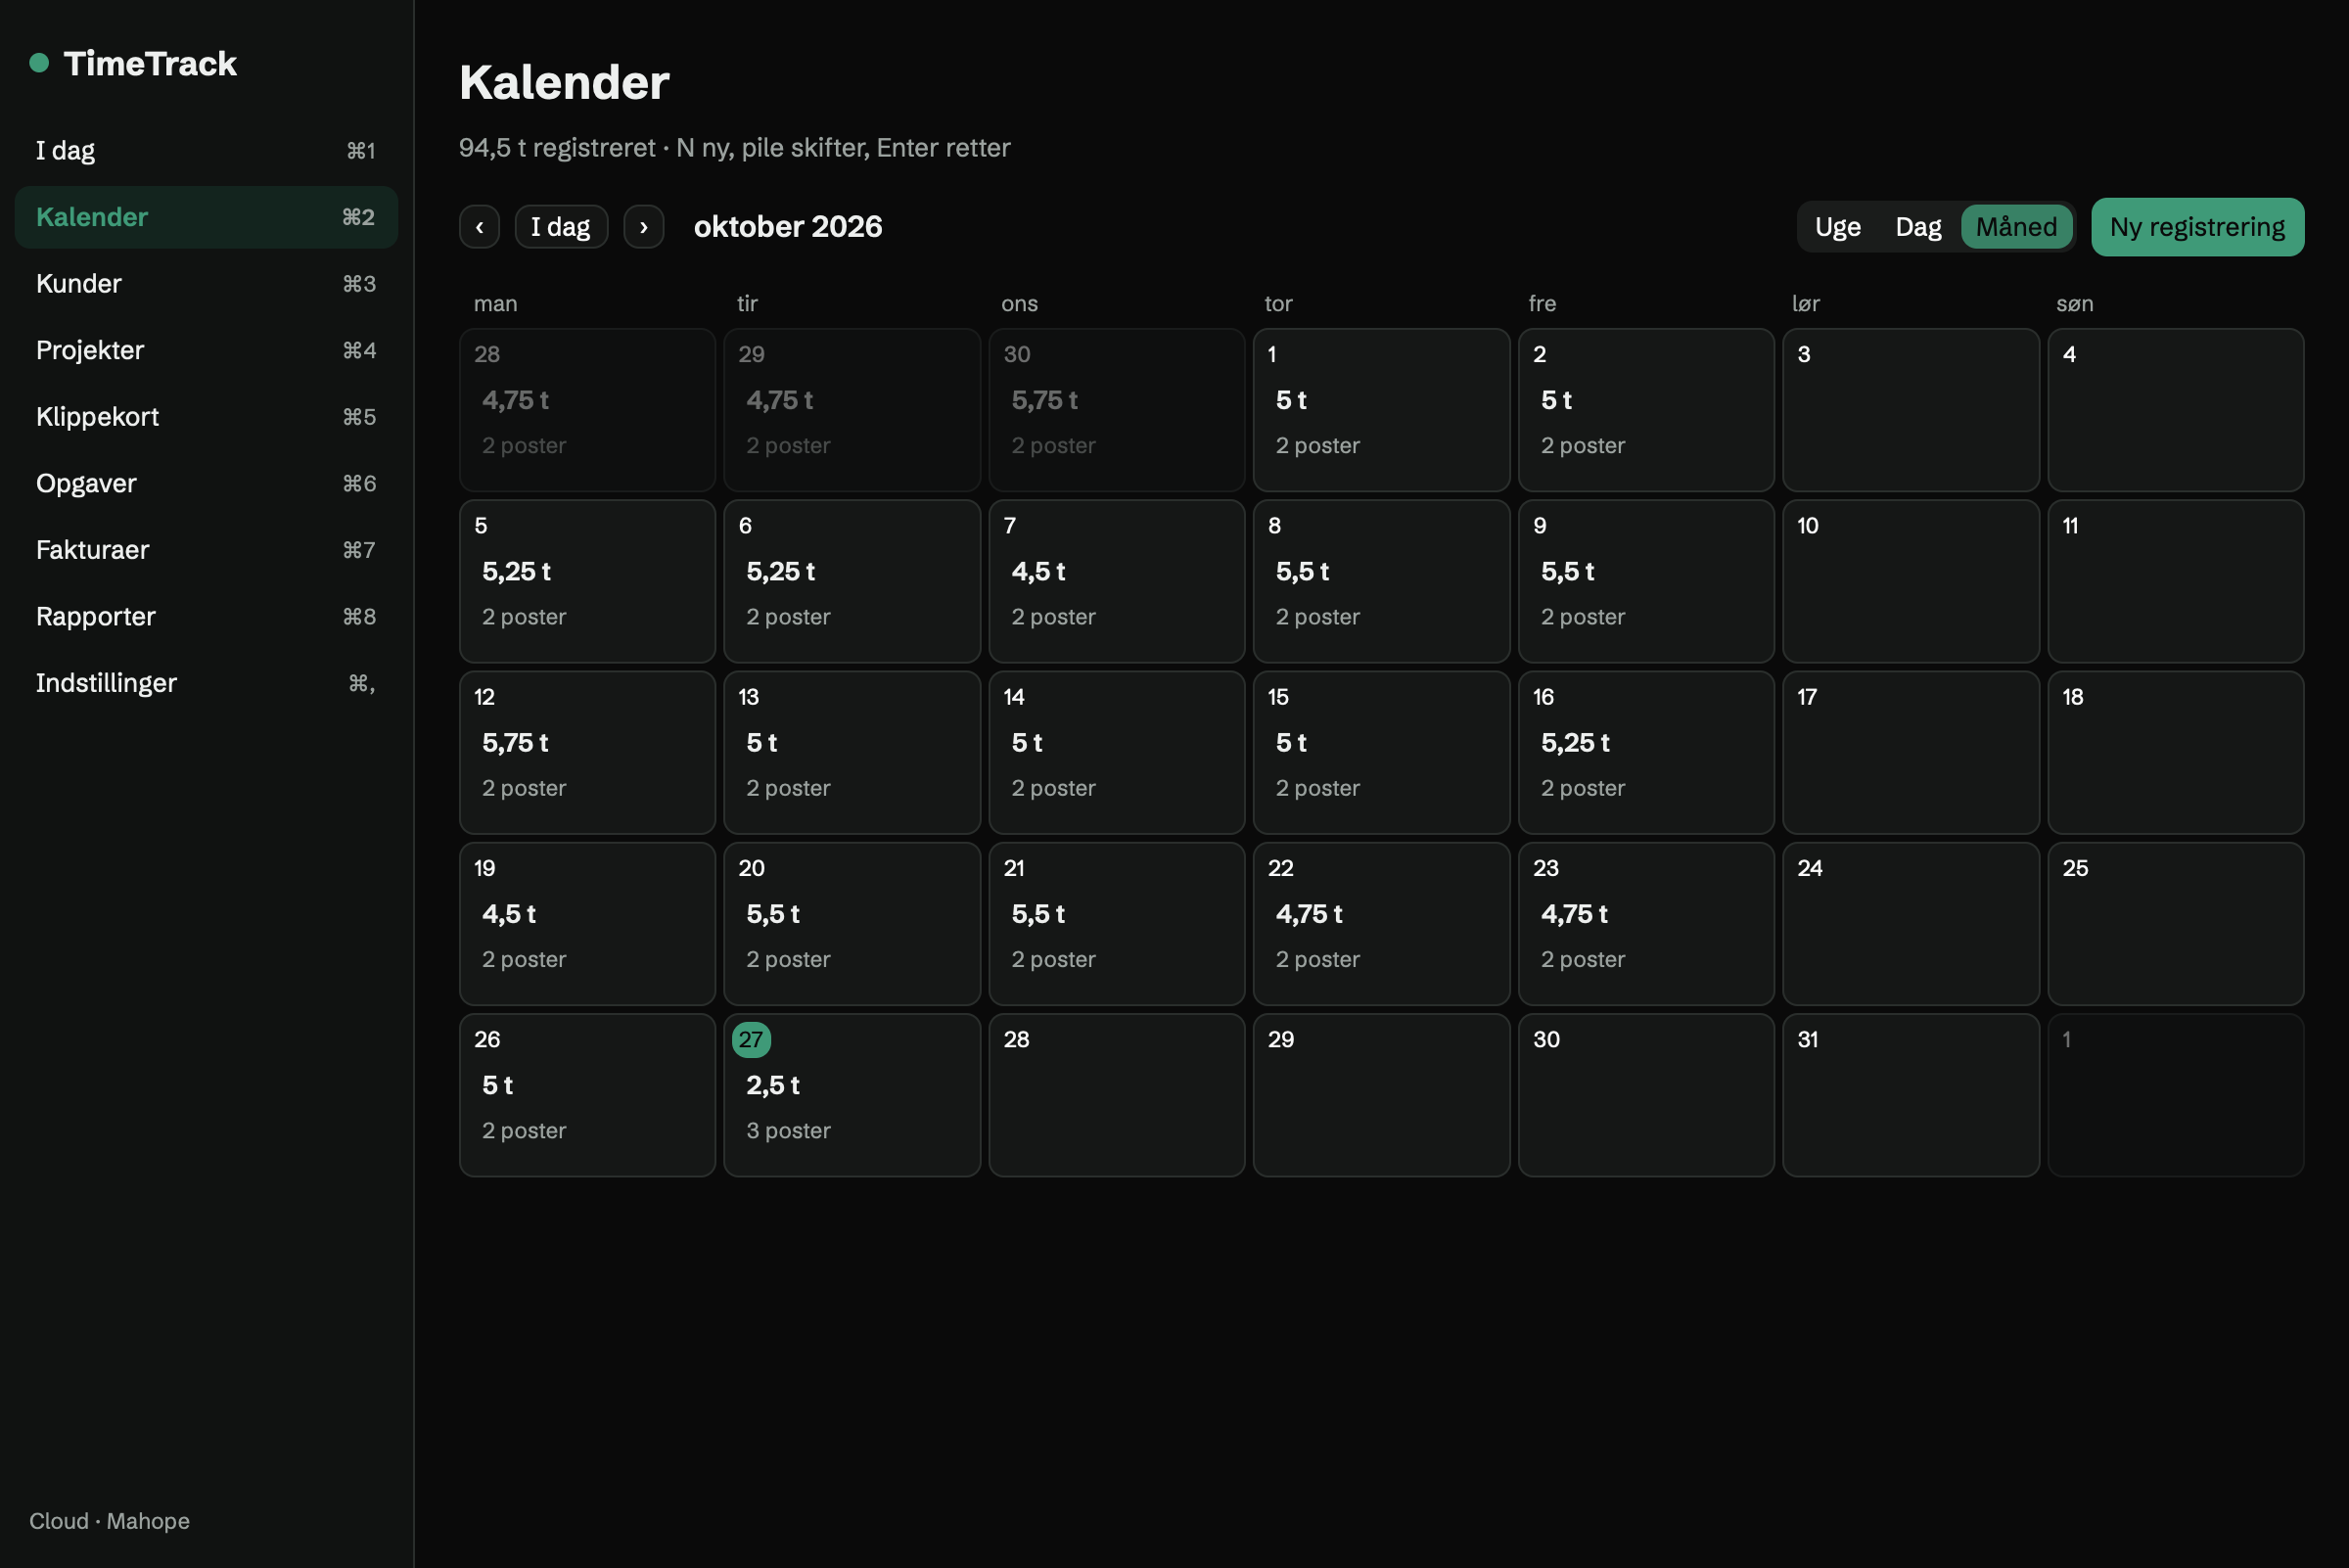 TimeTrack
I dag ⌘1
Kalender ⌘2
Kunder ⌘3
Projekter ⌘4
Klippekort ⌘5
Opgaver ⌘6
Fakturaer ⌘7
Rapporter ⌘8
Indstillinger ⌘,
Cloud · Mahope
Kalender
94,5 t registreret · N ny, pile skifter, Enter retter
‹ I dag › oktober 2026 Uge Dag Måned Ny registrering
man tir ons tor fre lør søn
28 29 30 1 2 3 4
4,75 t 4,75 t 5,75 t 5 t 5 t
2 poster 2 poster 2 poster 2 poster 2 poster
5 6 7 8 9 10 11
5,25 t 5,25 t 4,5 t 5,5 t 5,5 t
2 poster 2 poster 2 poster 2 poster 2 poster
12 13 14 15 16 17 18
5,75 t 5 t 5 t 5 t 5,25 t
2 poster 2 poster 2 poster 2 poster 2 poster
19 20 21 22 23 24 25
4,5 t 5,5 t 5,5 t 4,75 t 4,75 t
2 poster 2 poster 2 poster 2 poster 2 poster
26 27 28 29 30 31 1
5 t 2,5 t
2 poster 3 poster